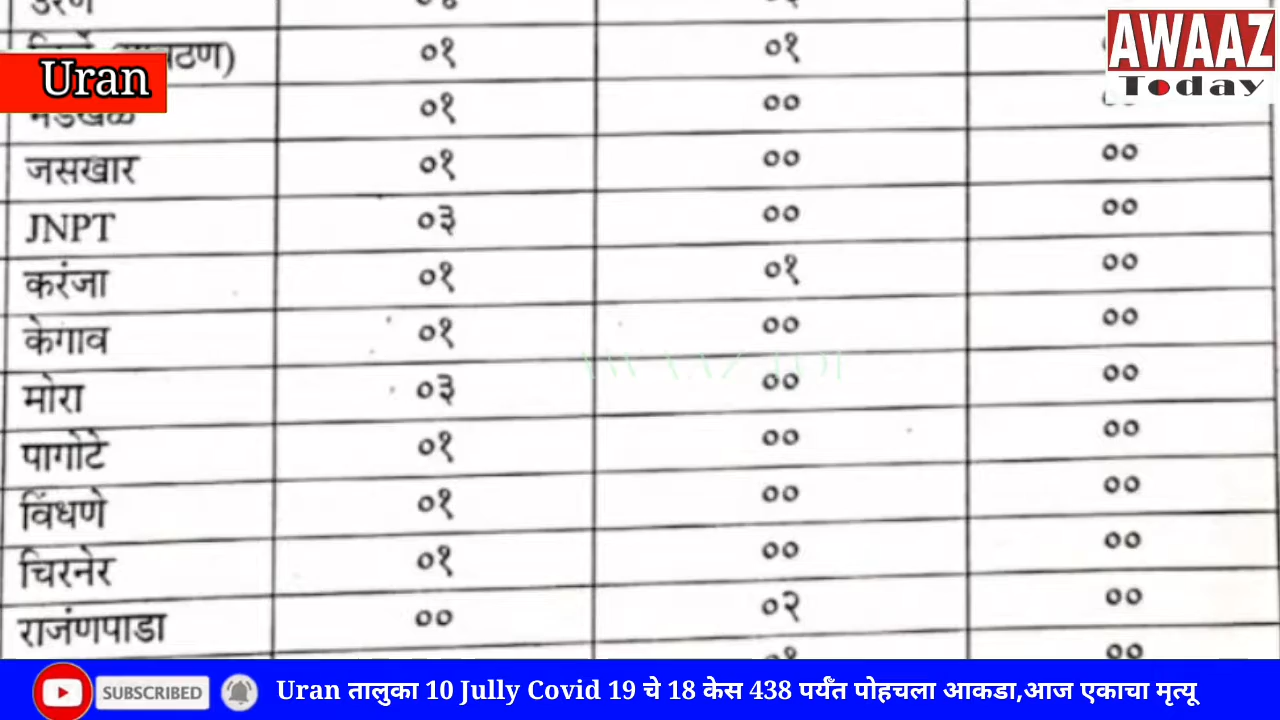 उरण
AWAAZ
Today
०१ ०१
Uran
०१ ००
जसखार ०१ ०० ००
JNPT ०३ ०० ००
करंजा ०१ ०१ ००
केगाव ०१ ०० ००
मोरा ०३ ०० ००
पागोटे ०१ ०० ००
विंधणे ०१ ०० ००
चिरनेर ०१ ०० ००
राजंणपाडा ०० ०२ ००
SUBSCRIBED
Uran तालुका 10 Jully Covid 19 चे 18 केस 438 पर्यंत पोहचला आकडा,आज एकाचा मृत्यू